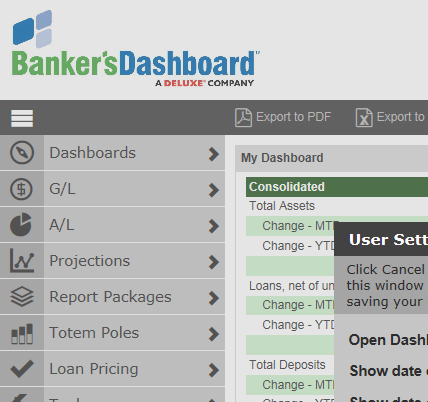 Banker'sDashboard™
A DELUXE® COMPANY
Export to PDF
Export to
Dashboards
G/L
A/L
Projections
Report Packages
Totem Poles
Loan Pricing
My Dashboard
Consolidated
Total Assets
Change - MTD
Change - YTD
Loans, net of un
Change - MTD
Change - YTD
Total Deposits
Change - MTD
Change - YTD
User Sett
Click Cancel
this window
saving your
Open Dash
Show date